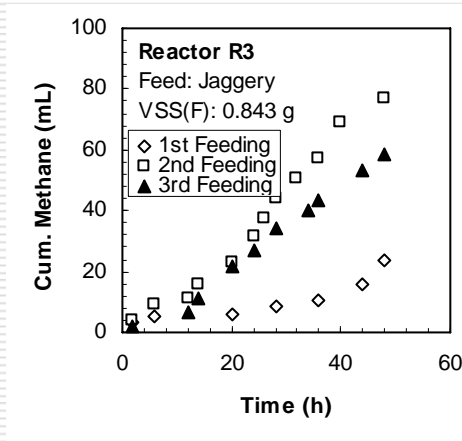 Reactor R3
Feed: Jaggery
VSS(F): 0.843 g
1st Feeding
2nd Feeding
3rd Feeding
Cum. Methane (mL)
100
80
60
40
20
0
0 20 40 60
Time (h)